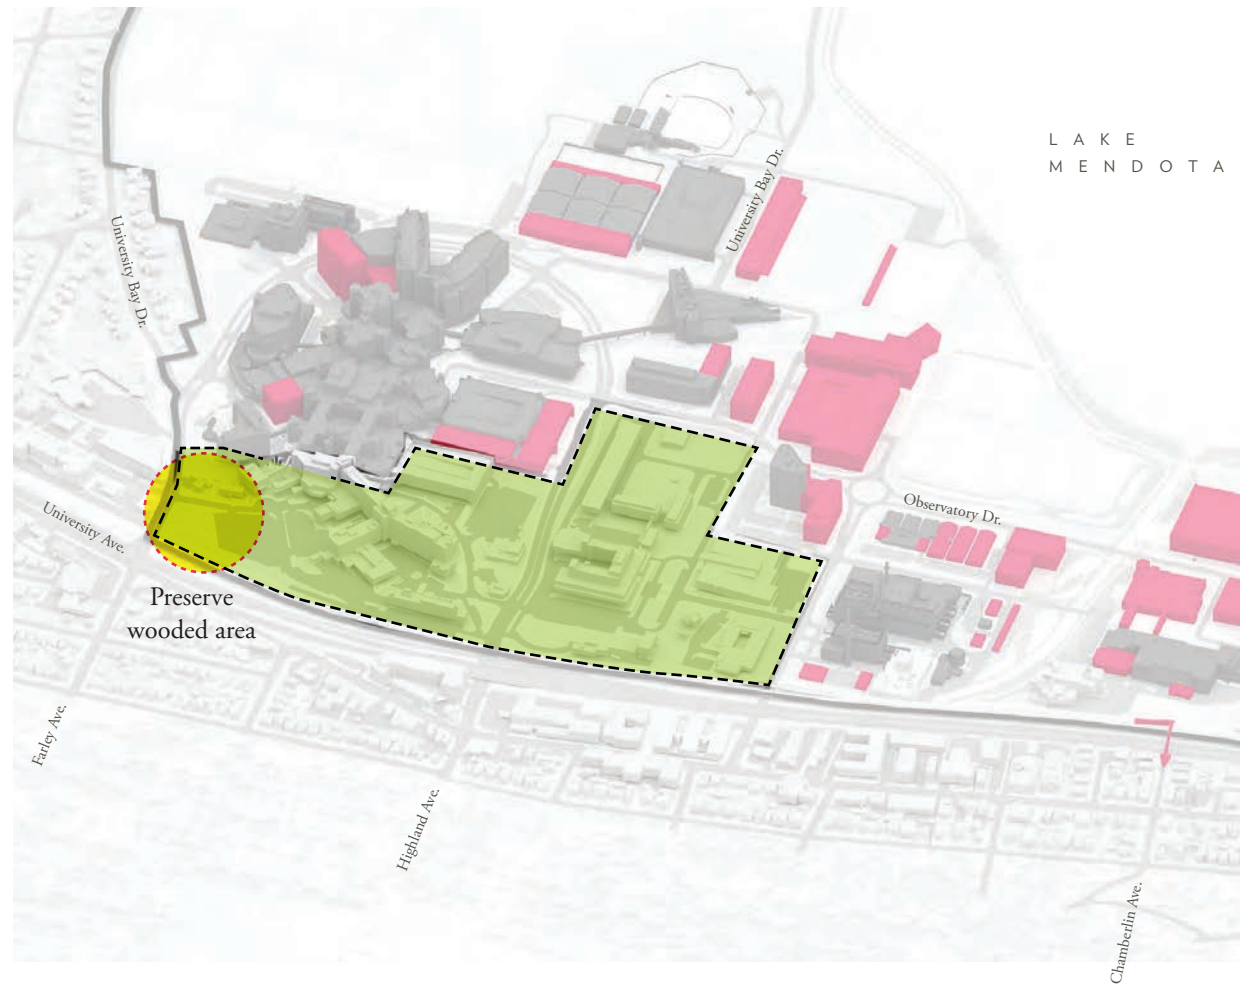 LAKE
MENDOTA
University Bay Dr.
University Bay Dr.
Observatory Dr.
University Ave.
Preserve
wooded area
Farley Ave.
Highland Ave.
Chamberlin Ave.